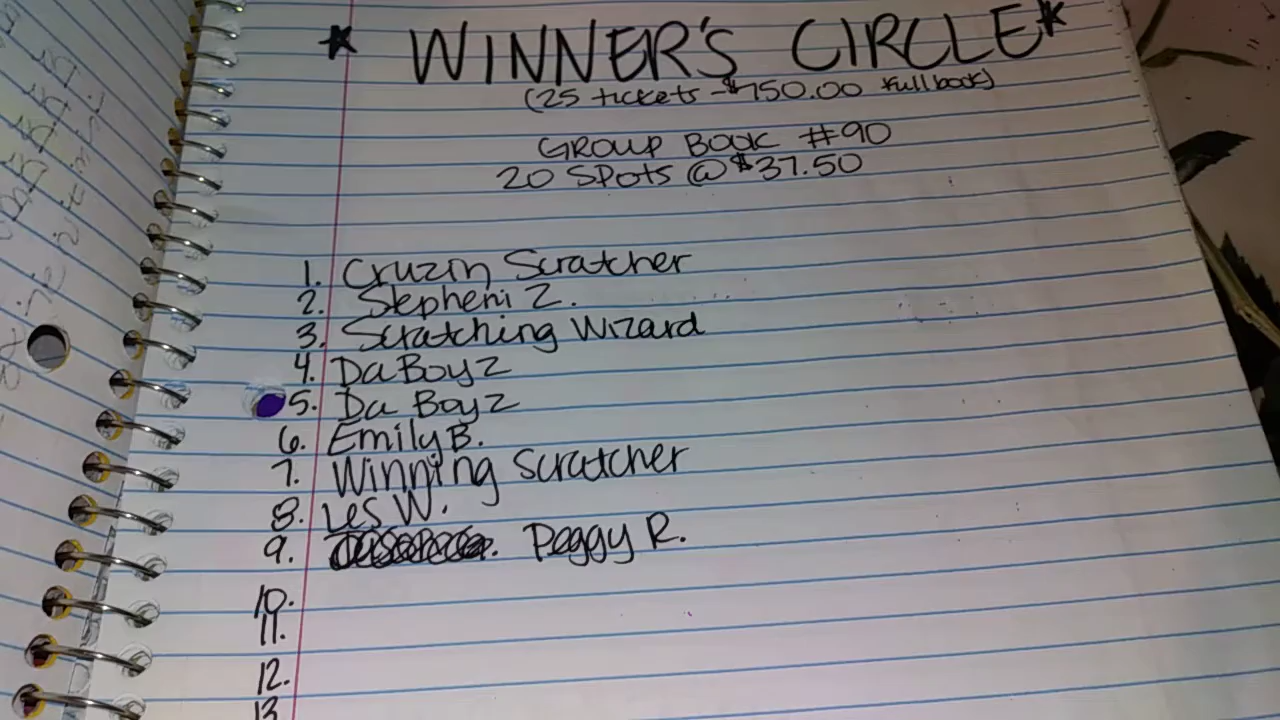 * WINNER'S CIRCLE *
(25 tickets - $750.00 *full book)
GROUP BOOK #90
20 SPOTS @ $37.50
1. Cruzin Scratcher
2. Stepheni Z.
3. Scratching Wizard
4. Da Boyz
5. Da Boyz
6. Emily B.
7. Winning Scratcher
8. Les W.
9. Peggy R.
10.
11.
12.
13